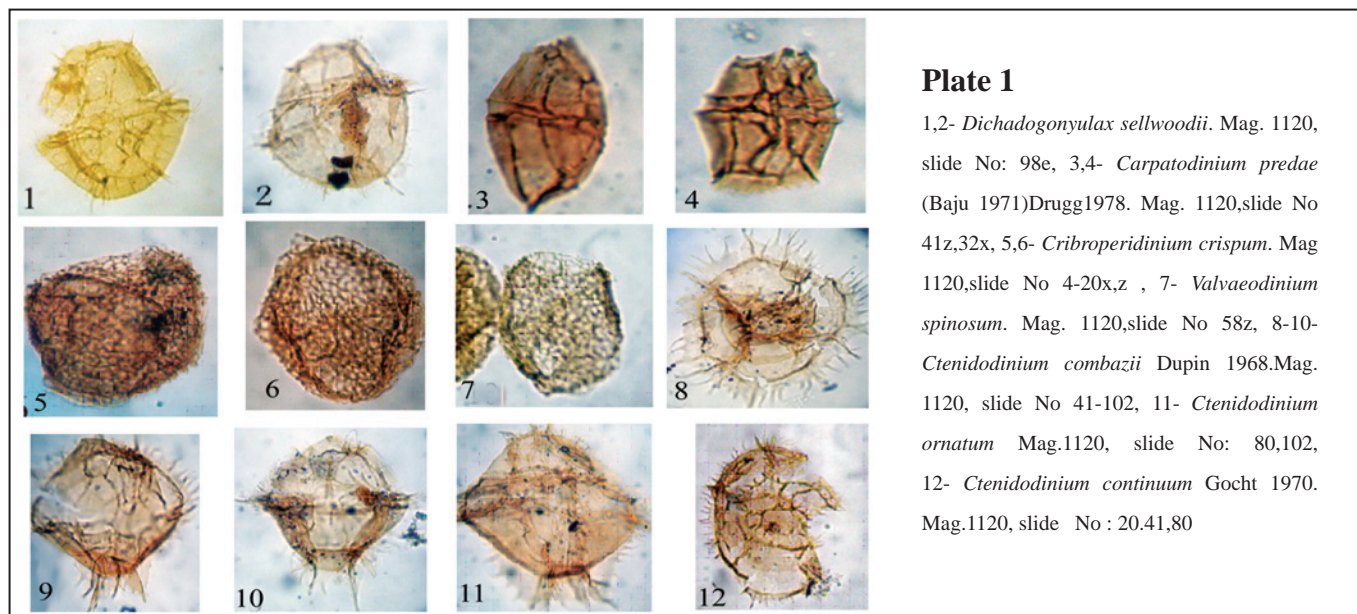 1
2
3
4
5
6
7
8
9
10
11
12
Plate 1
1,2- Dichadogonyulax sellwoodii. Mag. 1120,
slide No: 98e, 3,4- Carpatodinium predae
(Baju 1971)Drugg1978. Mag. 1120,slide No
41z,32x, 5,6- Cribroperidinium crispum. Mag
1120,slide No 4-20x,z , 7- Valvaeodinium
spinosum. Mag. 1120,slide No 58z, 8-10-
Ctenidodinium combazii Dupin 1968.Mag.
1120, slide No 41-102, 11- Ctenidodinium
ornatum Mag.1120, slide No: 80,102,
12- Ctenidodinium continuum Gocht 1970.
Mag.1120, slide No : 20.41,80